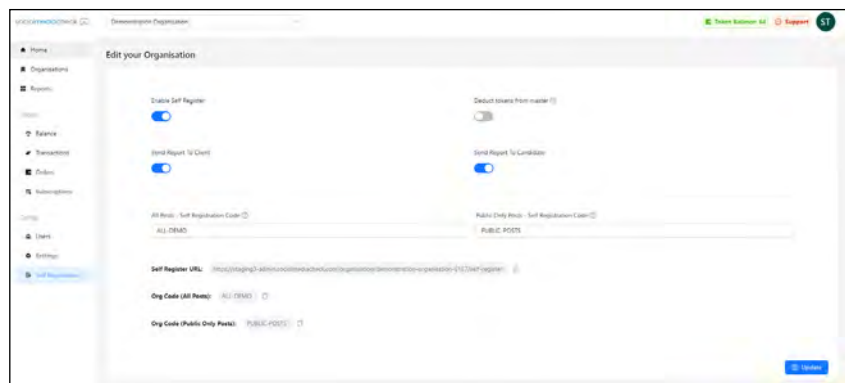 socialmediacheck
Demonstration Organisation
Token Balance: 64
Support
ST
Home
Organisations
Reports
Edit your Organisation
Enable Self Register
Deduct tokens from master
Send Report To Client
Send Report To Candidate
Balance
Transactions
Orders
Subscriptions
Config
Users
Settings
Self Registration
All Posts - Self Registration Code
Public Only Posts - Self Registration Code
ALL-DEMO
PUBLIC-POSTS
Self Register URL:
Org Code (All Posts): ALL-DEMO
Org Code (Public Only Posts): PUBLIC-POSTS
Update